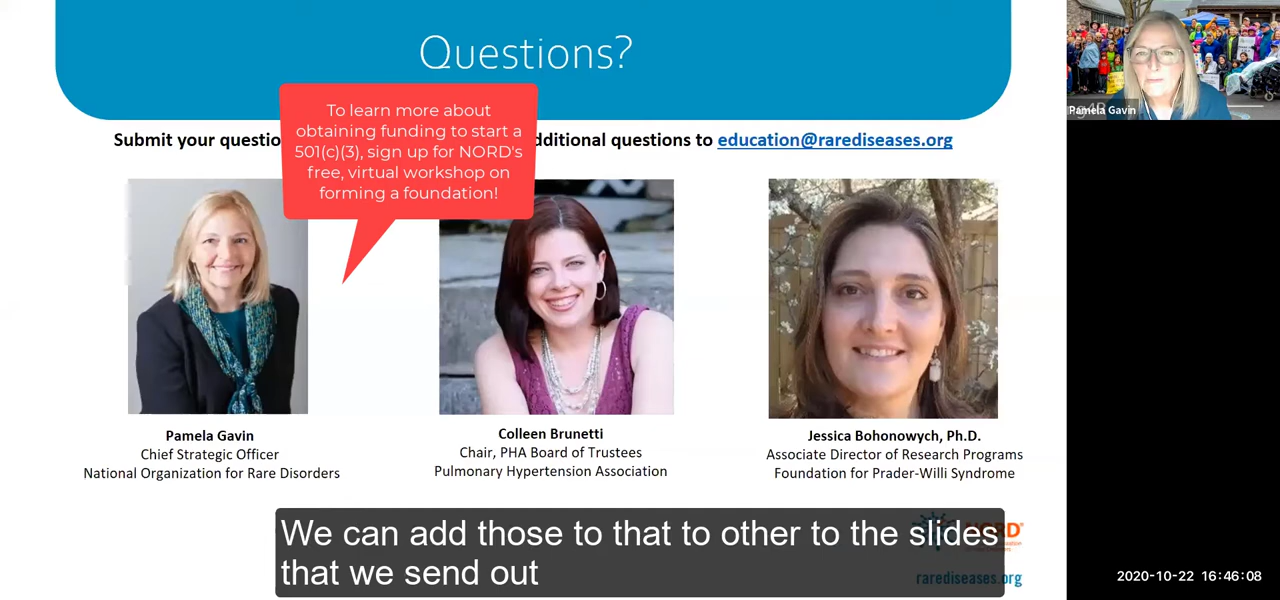 Questions?
To learn more about
obtaining funding to start a
501(c)(3), sign up for NORD's
free, virtual workshop on
forming a foundation!
Submit your questio
dditional questions to education@rarediseases.org
Pamela Gavin
Pamela Gavin
Chief Strategic Officer
National Organization for Rare Disorders
Colleen Brunetti
Chair, PHA Board of Trustees
Pulmonary Hypertension Association
Jessica Bohonowych, Ph.D.
Associate Director of Research Programs
Foundation for Prader-Willi Syndrome
We can add those to that to other to the slides
that we send out
NORD
rarediseases.org
2020-10-22 16:46:08